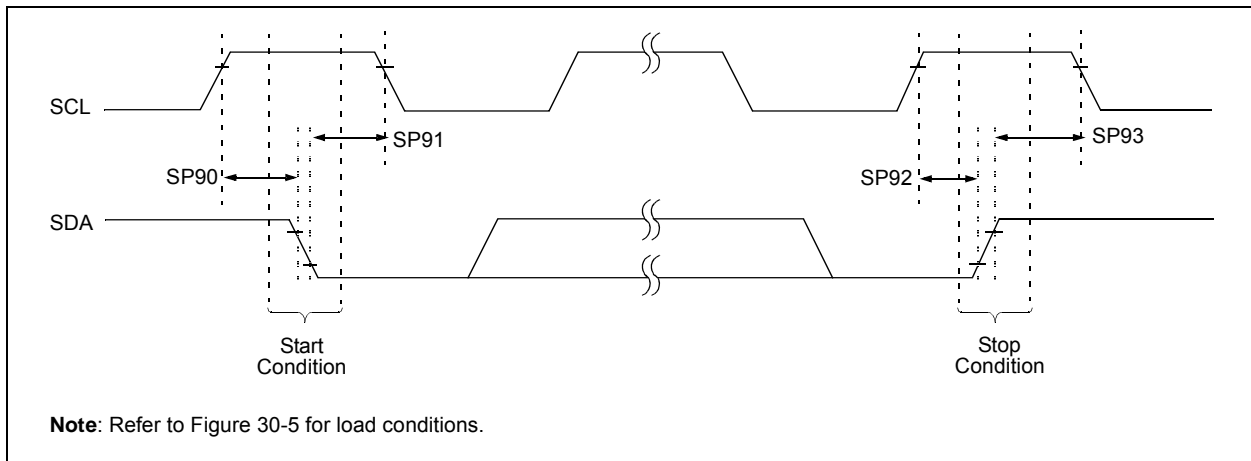 SCL
SP91
SP93
SP90
SP92
SDA
Start
Condition
Stop
Condition
Note: Refer to Figure 30-5 for load conditions.